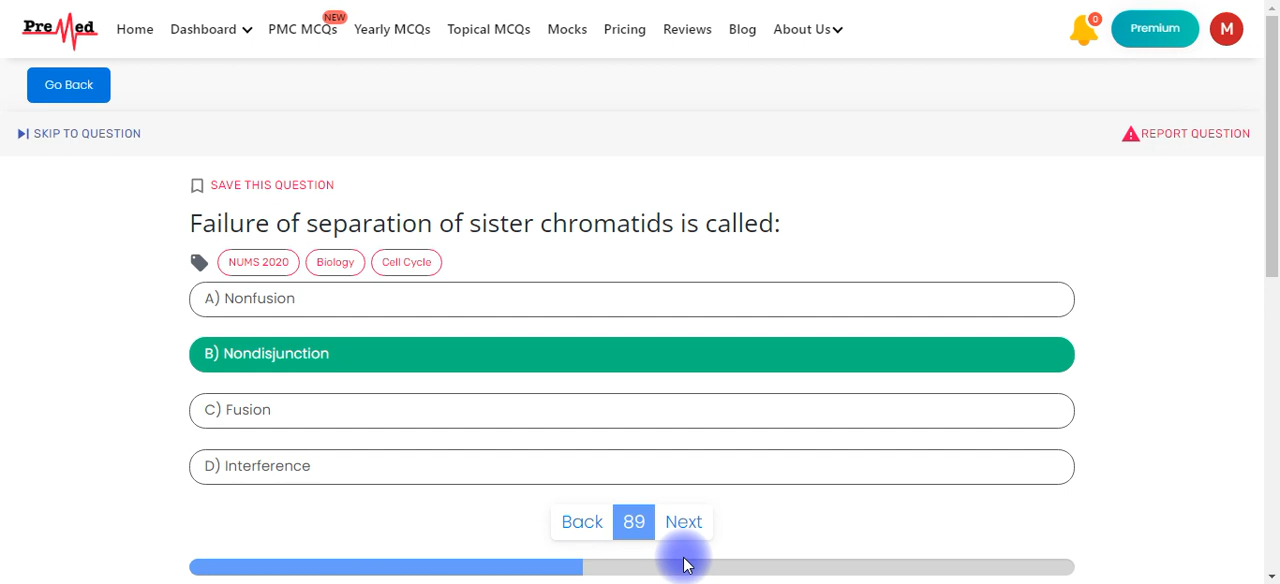 PreMed Home Dashboard PMC MCQs NEW Yearly MCQs Topical MCQs Mocks Pricing Reviews Blog About Us 0 Premium M
Go Back
SKIP TO QUESTION REPORT QUESTION
SAVE THIS QUESTION
Failure of separation of sister chromatids is called:
NUMS 2020 Biology Cell Cycle
A) Nonfusion
B) Nondisjunction
C) Fusion
D) Interference
Back 89 Next